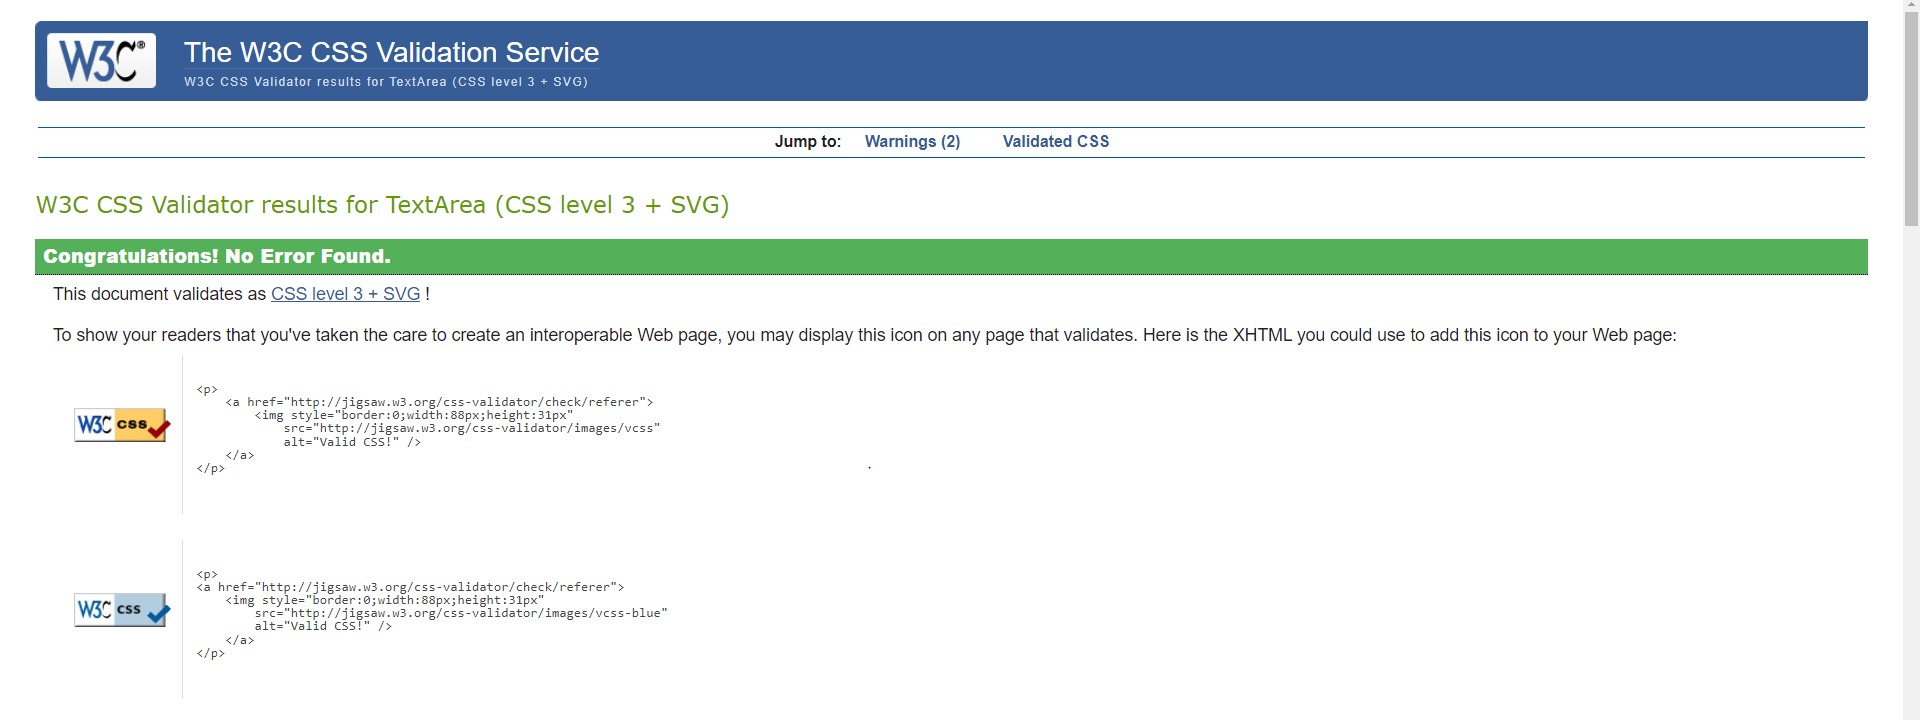 W3C®
The W3C CSS Validation Service
W3C CSS Validator results for TextArea (CSS level 3 + SVG)
Jump to: Warnings (2) Validated CSS
W3C CSS Validator results for TextArea (CSS level 3 + SVG)
Congratulations! No Error Found.
This document validates as CSS level 3 + SVG !
To show your readers that you've taken the care to create an interoperable Web page, you may display this icon on any page that validates. Here is the XHTML you could use to add this icon to your Web page:
W3C css
<p>
<a href="http://jigsaw.w3.org/css-validator/check/referer">
<img style="border:0;width:88px;height:31px"
src="http://jigsaw.w3.org/css-validator/images/vcss"
alt="Valid CSS!" />
</a>
</p>
W3C css
<p>
<a href="http://jigsaw.w3.org/css-validator/check/referer">
<img style="border:0;width:88px;height:31px"
src="http://jigsaw.w3.org/css-validator/images/vcss-blue"
alt="Valid CSS!" />
</a>
</p>